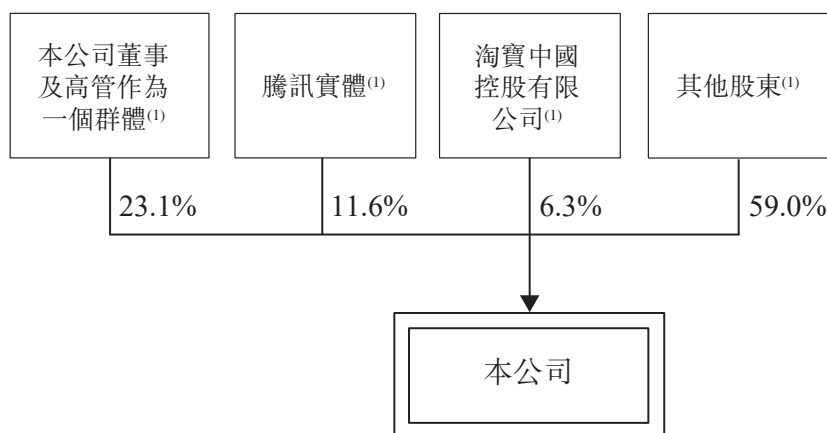 本公司董事
及高管作為
一個群體(1)
騰訊實體(1)
淘寶中國
控股有限
公司(1)
其他股東(1)
23.1%
11.6%
6.3%
59.0%
本公司